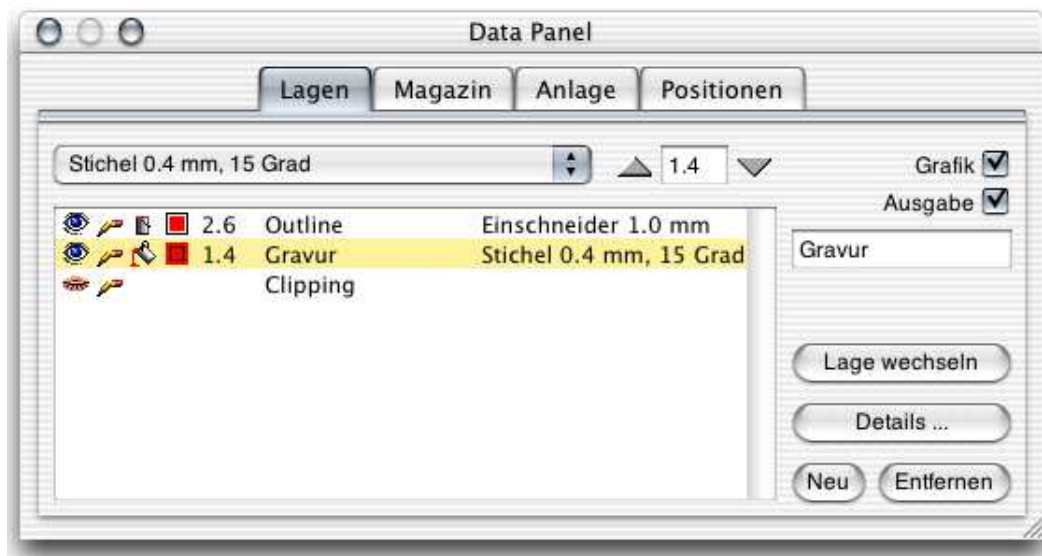 Data Panel
Lagen Magazin Anlage Positionen
Stichel 0.4 mm, 15 Grad 1.4 Grafik
Ausgabe
2.6 Outline Einschneider 1.0 mm
1.4 Gravur Stichel 0.4 mm, 15 Grad
Clipping
Gravur
Lage wechseln
Details ...
Neu Entfernen